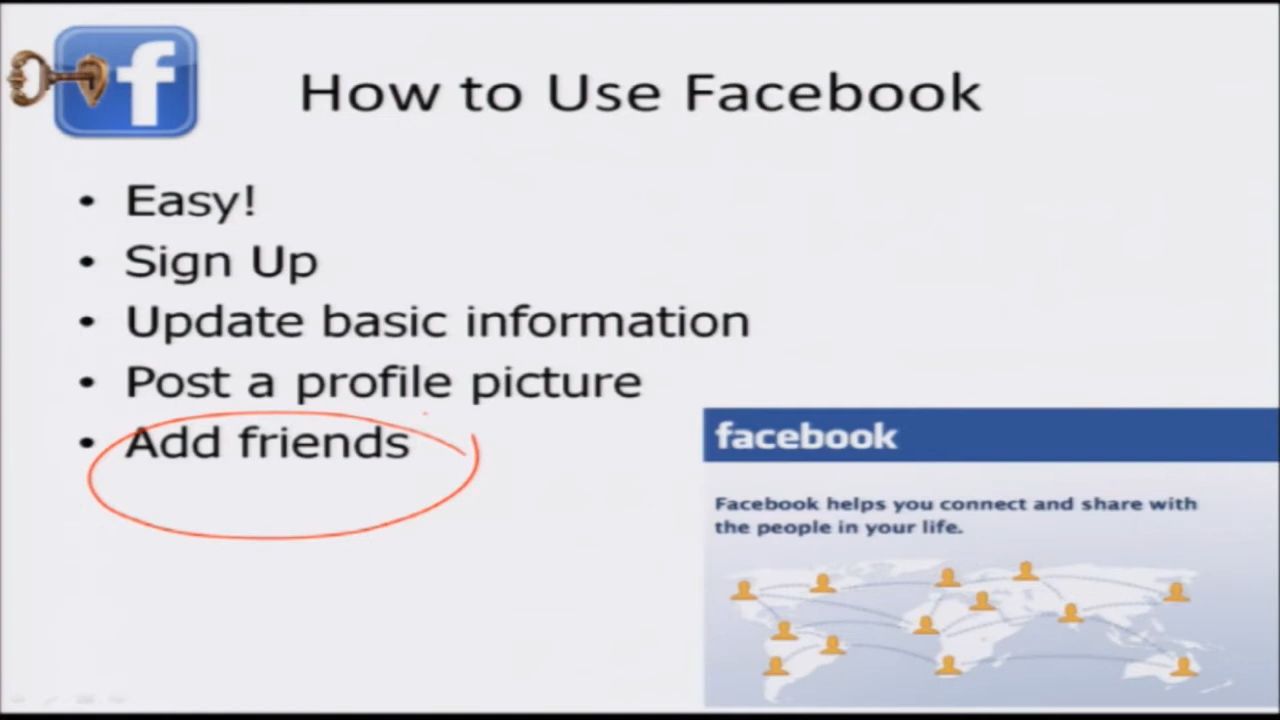 f
How to Use Facebook
• Easy!
• Sign Up
• Update basic information
• Post a profile picture
• Add friends
facebook
Facebook helps you connect and share with
the people in your life.